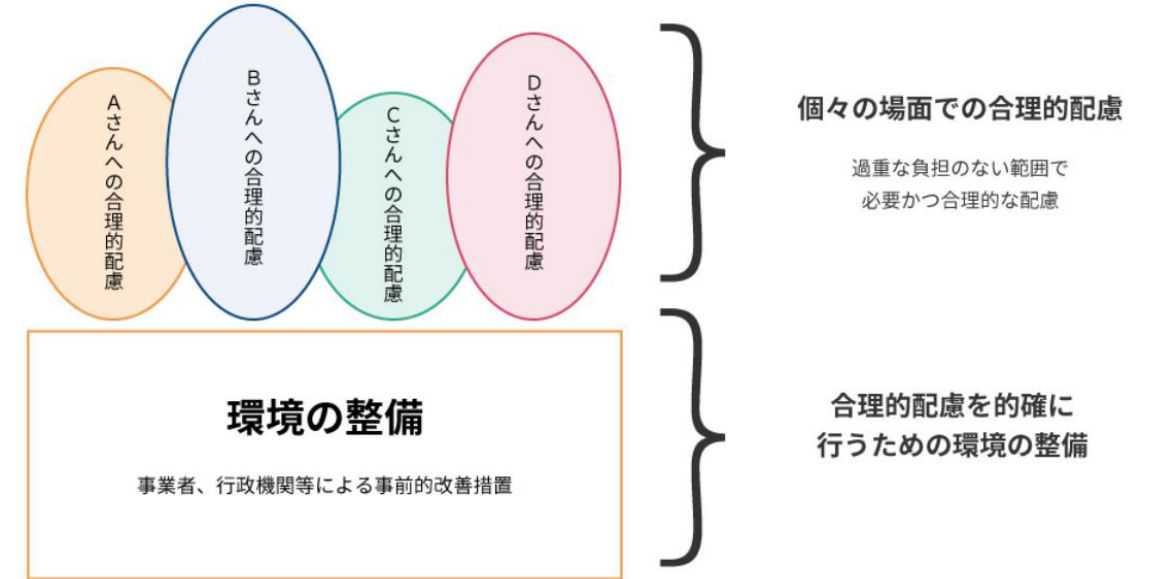 Aさんへの合理的配慮
Bさんへの合理的配慮
Cさんへの合理的配慮
Dさんへの合理的配慮
個々の場面での合理的配慮
過重な負担のない範囲で
必要かつ合理的な配慮
環境の整備
事業者、行政機関等による事前的改善措置
合理的配慮を的確に
行うための環境の整備